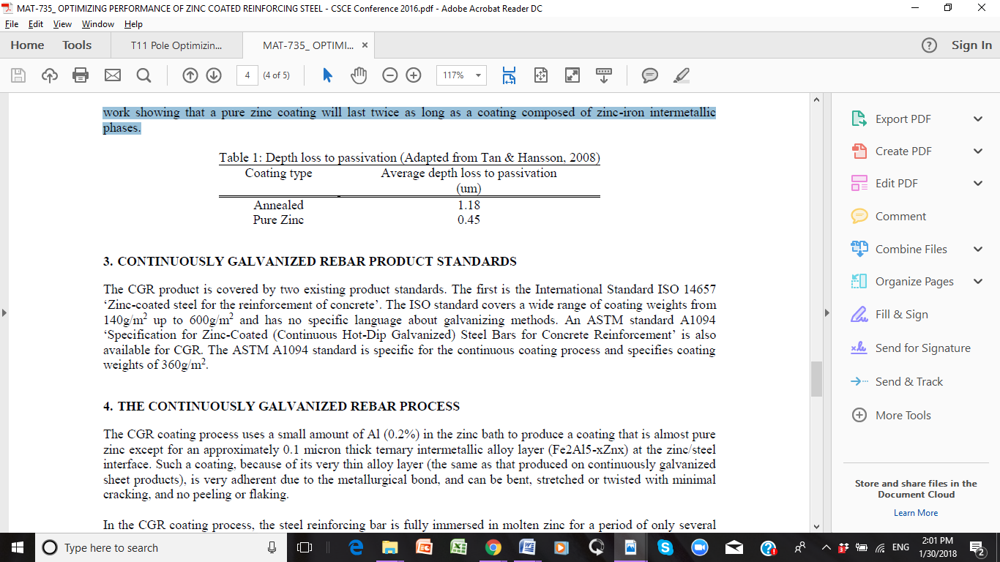 MAT-735_ OPTIMIZING PERFORMANCE OF ZINC COATED REINFORCING STEEL - CSCE Conference 2016.pdf - Adobe Acrobat Reader DC
File Edit View Window Help
Home Tools T11 Pole Optimizin... MAT-735_ OPTIMI... × ? Sign In
4 (4 of 5) 117%
work showing that a pure zinc coating will last twice as long as a coating composed of zinc-iron intermetallic
phases.
Table 1: Depth loss to passivation (Adapted from Tan & Hansson, 2008)
Coating type Average depth loss to passivation
(um)
Annealed 1.18
Pure Zinc 0.45
3. CONTINUOUSLY GALVANIZED REBAR PRODUCT STANDARDS
The CGR product is covered by two existing product standards. The first is the International Standard ISO 14657
‘Zinc-coated steel for the reinforcement of concrete’. The ISO standard covers a wide range of coating weights from
140g/m² up to 600g/m² and has no specific language about galvanizing methods. An ASTM standard A1094
‘Specification for Zinc-Coated (Continuous Hot-Dip Galvanized) Steel Bars for Concrete Reinforcement’ is also
available for CGR. The ASTM A1094 standard is specific for the continuous coating process and specifies coating
weights of 360g/m².
4. THE CONTINUOUSLY GALVANIZED REBAR PROCESS
The CGR coating process uses a small amount of Al (0.2%) in the zinc bath to produce a coating that is almost pure
zinc except for an approximately 0.1 micron thick ternary intermetallic alloy layer (Fe2Al5-xZnx) at the zinc/steel
interface. Such a coating, because of its very thin alloy layer (the same as that produced on continuously galvanized
sheet products), is very adherent due to the metallurgical bond, and can be bent, stretched or twisted with minimal
cracking, and no peeling or flaking.
In the CGR coating process, the steel reinforcing bar is fully immersed in molten zinc for a period of only several
Export PDF
Create PDF
Edit PDF
Comment
Combine Files
Organize Pages
Fill & Sign
Send for Signature
Send & Track
More Tools
Store and share files in the
Document Cloud
Learn More
Type here to search
ENG
2:01 PM
1/30/2018
2